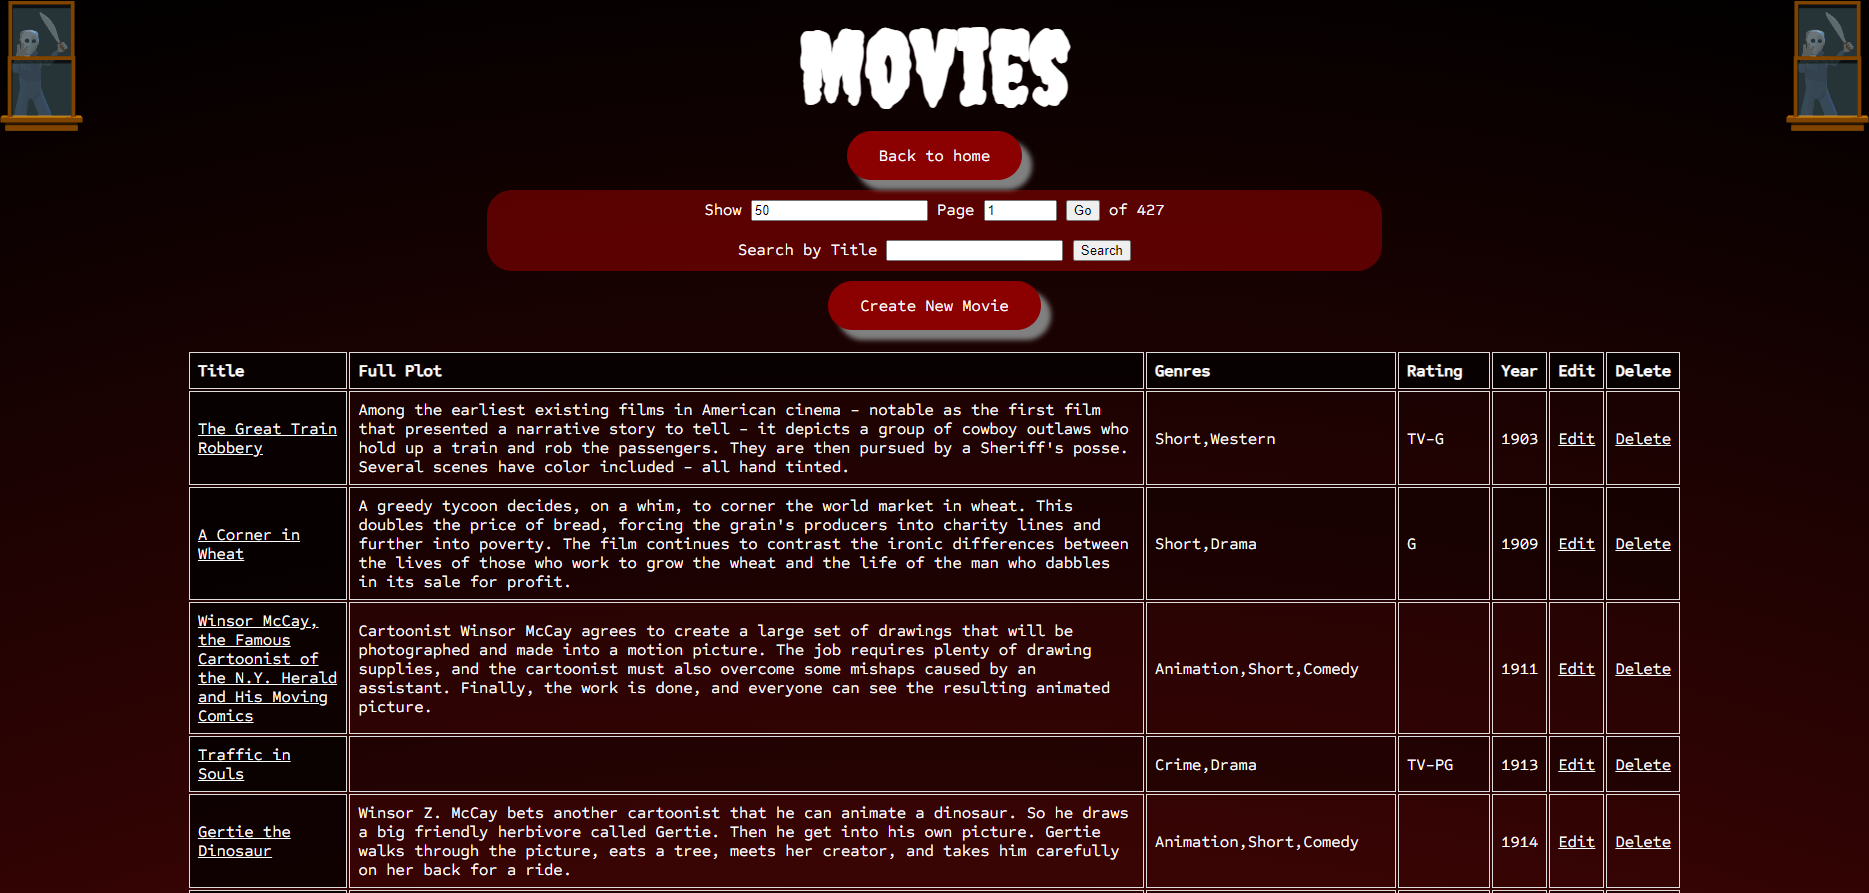 MOVIES
Back to home
Show 50 Page 1 Go of 427
Search by Title Search
Create New Movie
Title Full Plot Genres Rating Year Edit Delete
The Great Train
Robbery
Among the earliest existing films in American cinema - notable as the first film
that presented a narrative story to tell - it depicts a group of cowboy outlaws who
hold up a train and rob the passengers. They are then pursued by a Sheriff's posse.
Several scenes have color included - all hand tinted.
Short,Western
TV-G
1903
Edit
Delete
A Corner in
Wheat
A greedy tycoon decides, on a whim, to corner the world market in wheat. This
doubles the price of bread, forcing the grain's producers into charity lines and
further into poverty. The film continues to contrast the ironic differences between
the lives of those who work to grow the wheat and the life of the man who dabbles
in its sale for profit.
Short,Drama
G
1909
Edit
Delete
Winsor McCay,
the Famous
Cartoonist of
the N.Y. Herald
and His Moving
Comics
Cartoonist Winsor McCay agrees to create a large set of drawings that will be
photographed and made into a motion picture. The job requires plenty of drawing
supplies, and the cartoonist must also overcome some mishaps caused by an
assistant. Finally, the work is done, and everyone can see the resulting animated
picture.
Animation,Short,Comedy
1911
Edit
Delete
Traffic in
Souls
Crime,Drama
TV-PG
1913
Edit
Delete
Gertie the
Dinosaur
Winsor Z. McCay bets another cartoonist that he can animate a dinosaur. So he draws
a big friendly herbivore called Gertie. Then he get into his own picture. Gertie
walks through the picture, eats a tree, meets her creator, and takes him carefully
on her back for a ride.
Animation,Short,Comedy
1914
Edit
Delete